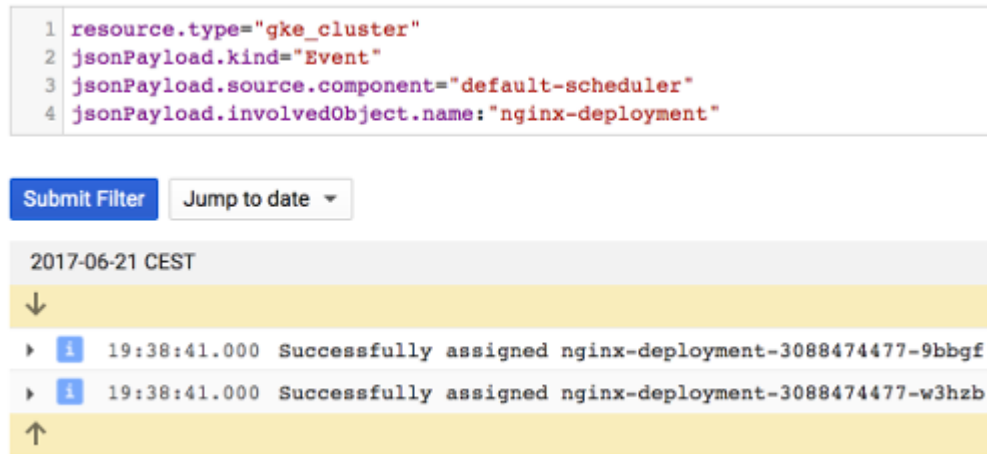 1 resource.type="gke_cluster"
2 jsonPayload.kind="Event"
3 jsonPayload.source.component="default-scheduler"
4 jsonPayload.involvedObject.name:"nginx-deployment"
Submit Filter Jump to date
2017-06-21 CEST
i 19:38:41.000 Successfully assigned nginx-deployment-3088474477-9bbgf
i 19:38:41.000 Successfully assigned nginx-deployment-3088474477-w3hzb